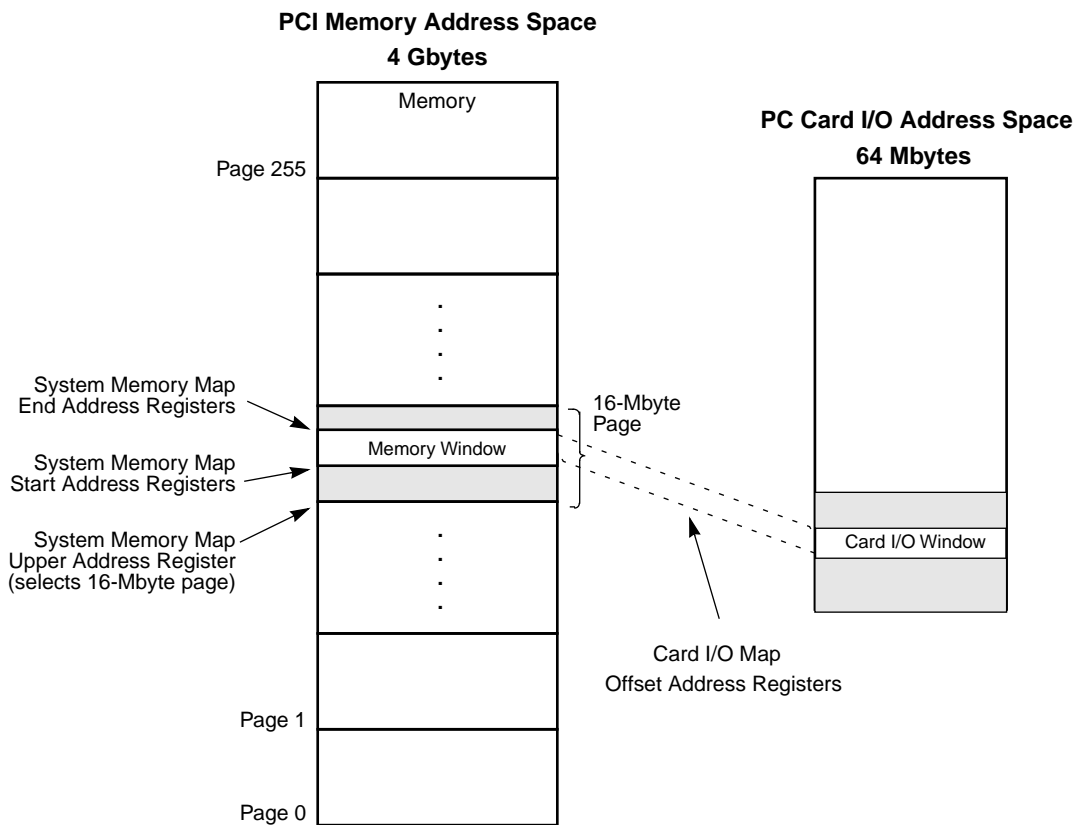 PCI Memory Address Space
4 Gbytes
Memory
PC Card I/O Address Space
64 Mbytes
Page 255
System Memory Map
End Address Registers
16-Mbyte
Page
Memory Window
System Memory Map
Start Address Registers
System Memory Map
Upper Address Register
(selects 16-Mbyte page)
Card I/O Window
Card I/O Map
Offset Address Registers
Page 1
Page 0